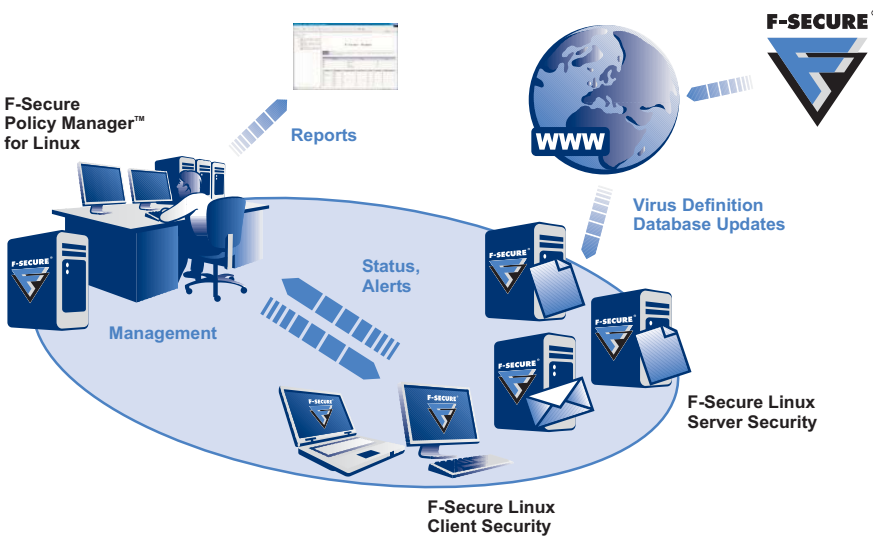 F-SECURE
F-Secure
Policy Manager™
for Linux
Reports
WWW
Virus Definition
Database Updates
Status,
Alerts
Management
F-SECURE
F-SECURE
F-SECURE
F-SECURE
F-SECURE
F-SECURE
F-Secure Linux
Server Security
F-Secure Linux
Client Security